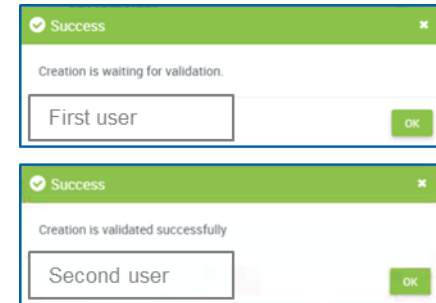 Success
Creation is waiting for validation.
First user
OK
Success
Creation is validated successfully
Second user
OK